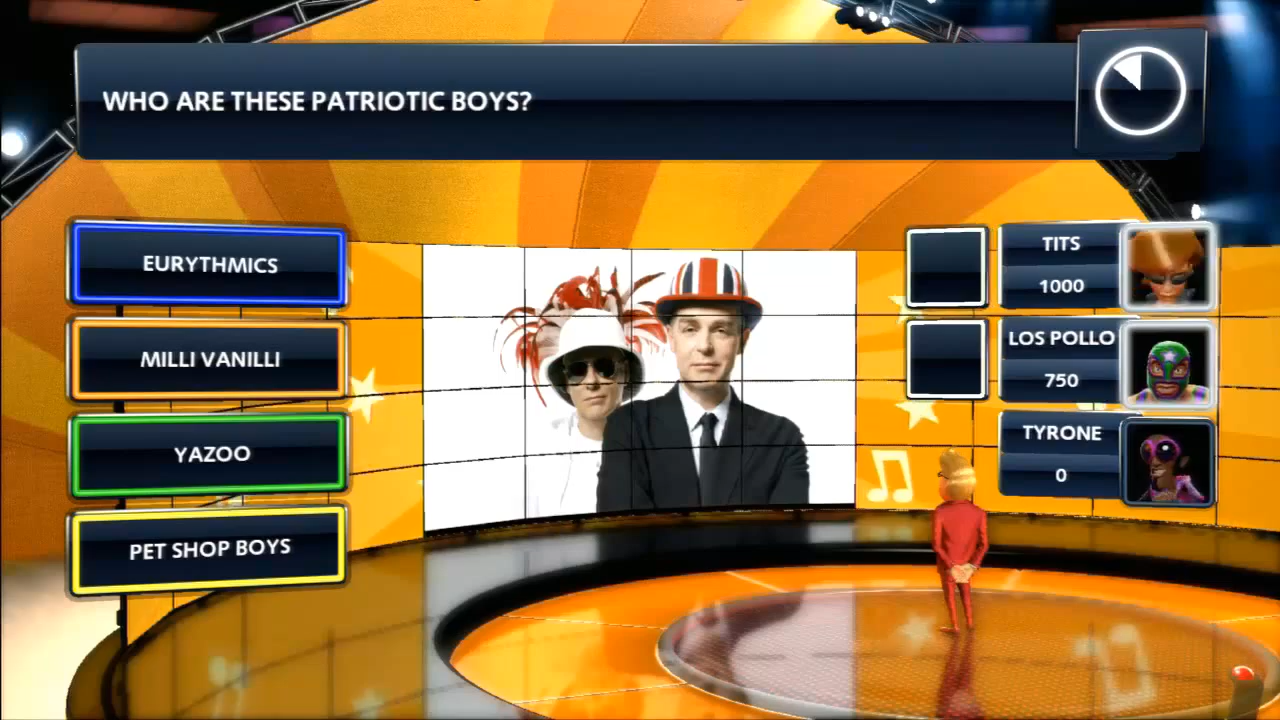 WHO ARE THESE PATRIOTIC BOYS?
EURYTHMICS
MILLI VANILLI
YAZOO
PET SHOP BOYS
TITS
1000
LOS POLLO
750
TYRONE
0